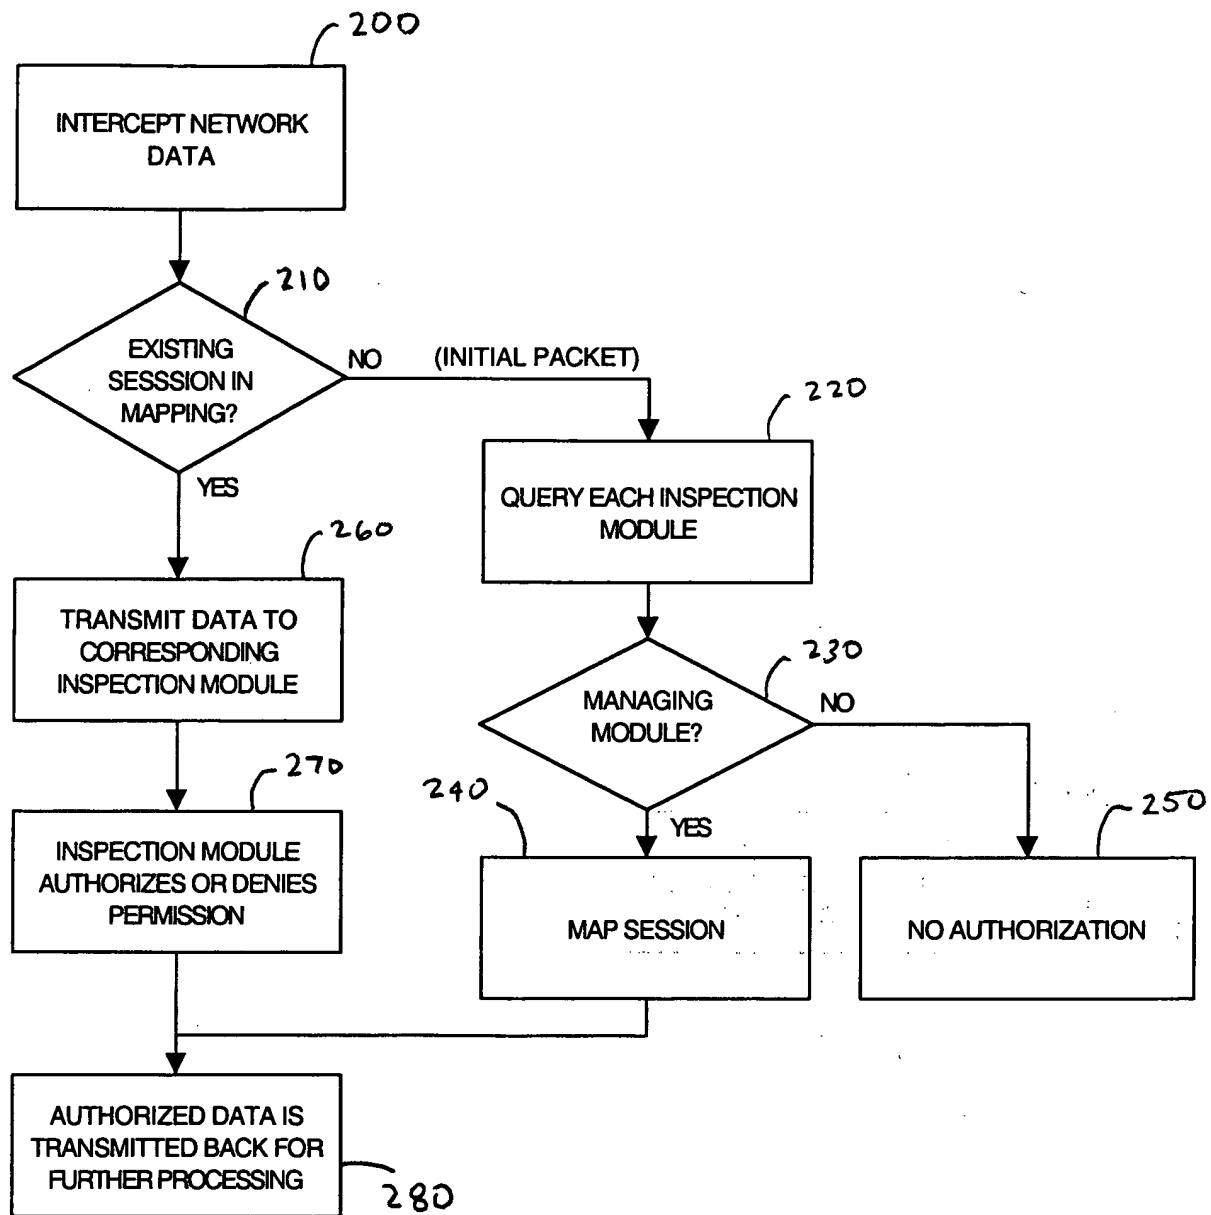 200
INTERCEPT NETWORK
DATA
210
EXISTING
SESSSION IN
MAPPING?
NO
(INITIAL PACKET)
220
YES
QUERY EACH INSPECTION
MODULE
260
TRANSMIT DATA TO
CORRESPONDING
INSPECTION MODULE
230
MANAGING
MODULE?
NO
270
240
YES
250
INSPECTION MODULE
AUTHORIZES OR DENIES
PERMISSION
MAP SESSION
NO AUTHORIZATION
AUTHORIZED DATA IS
TRANSMITTED BACK FOR
FURTHER PROCESSING
280